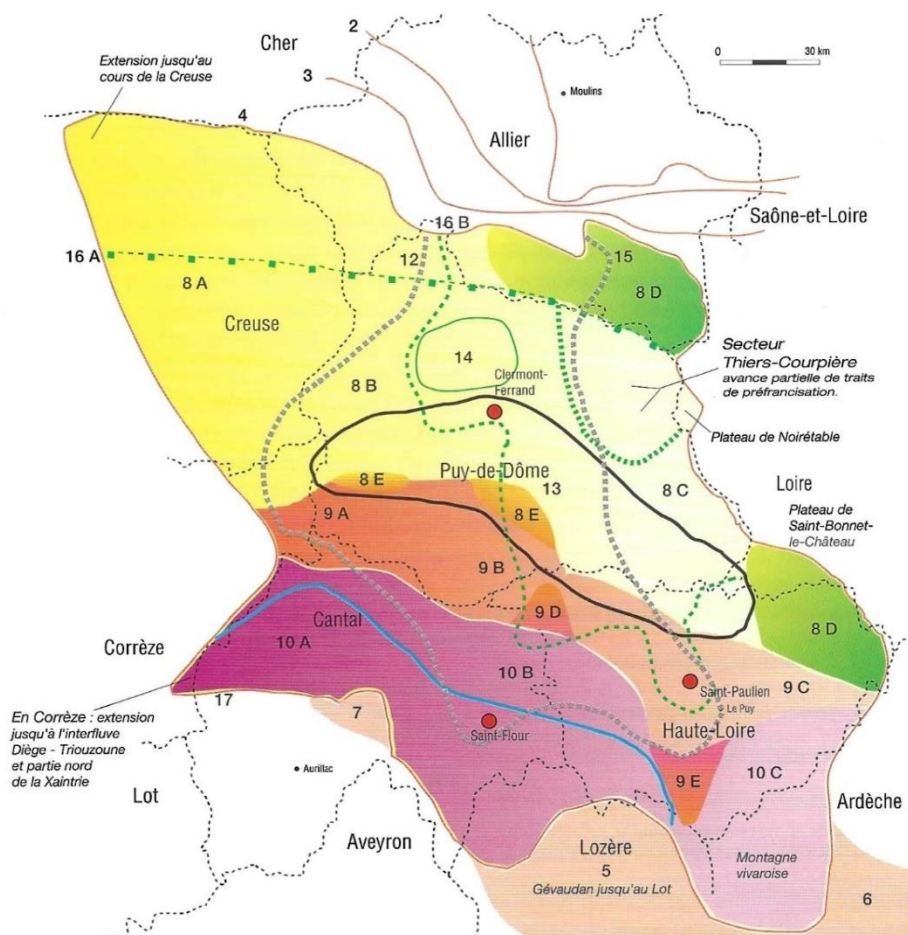 2
Cher
0 30 km
Extension jusqu'au
cours de la Creuse
3
Moulins
4
Allier
Saône-et-Loire
16 B
15
16 A
12
8 A
8 D
Creuse
Secteur
Thiers-Courpière
avance partielle de traits
de préfrancisation.
14
8 B
Clermont-
Ferrand
Plateau de Noirétable
Puy-de-Dôme
8 E
13
8 C
Loire
9 A
8 E
Plateau de
Saint-Bonnet-
le-Château
9 B
9 D
8 D
Cantal
Corrèze
10 A
10 B
9 C
Saint-Paulien
Le Puy
17
En Corrèze : extension
jusqu'à l'interfluve
Diège - Triouzoune
et partie nord
de la Xaintrie
7
Saint-Flour
Haute-Loire
Aurillac
9 E
10 C
Lot
Ardèche
Aveyron
Lozère
5
Gévaudan jusqu'au Lot
Montagne
vivaroise
6